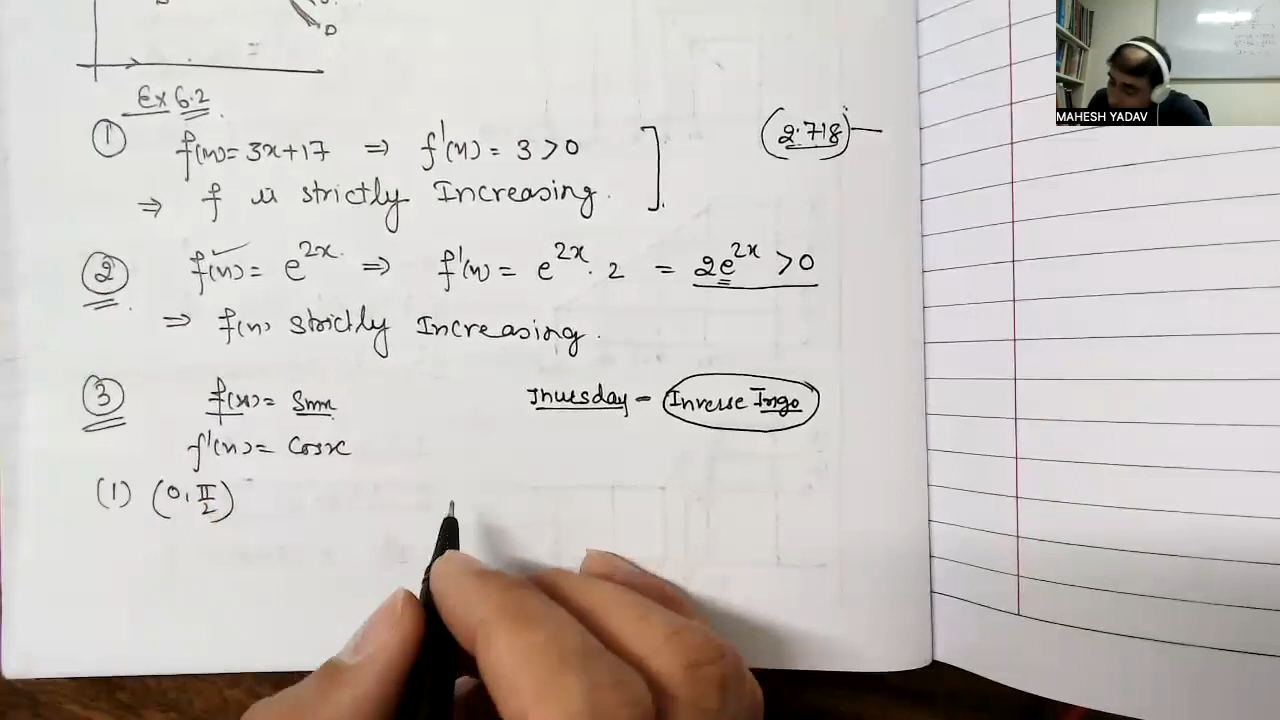 D
=
Ex 6.2
① f(x) = 3x+17 ⇒ f'(x) = 3 > 0
⇒ f is strictly Increasing.
(2.718)
② f(x) = e^{2x}. ⇒ f'(x) = e^{2x}. 2 = 2e^{2x} > 0
⇒ f(x) strictly Increasing.
③ f(x) = Sinx
Thuesday - Inverse Trigo
f'(x) = Cosx
(1) (0, π/2)
MAHESH YADAV